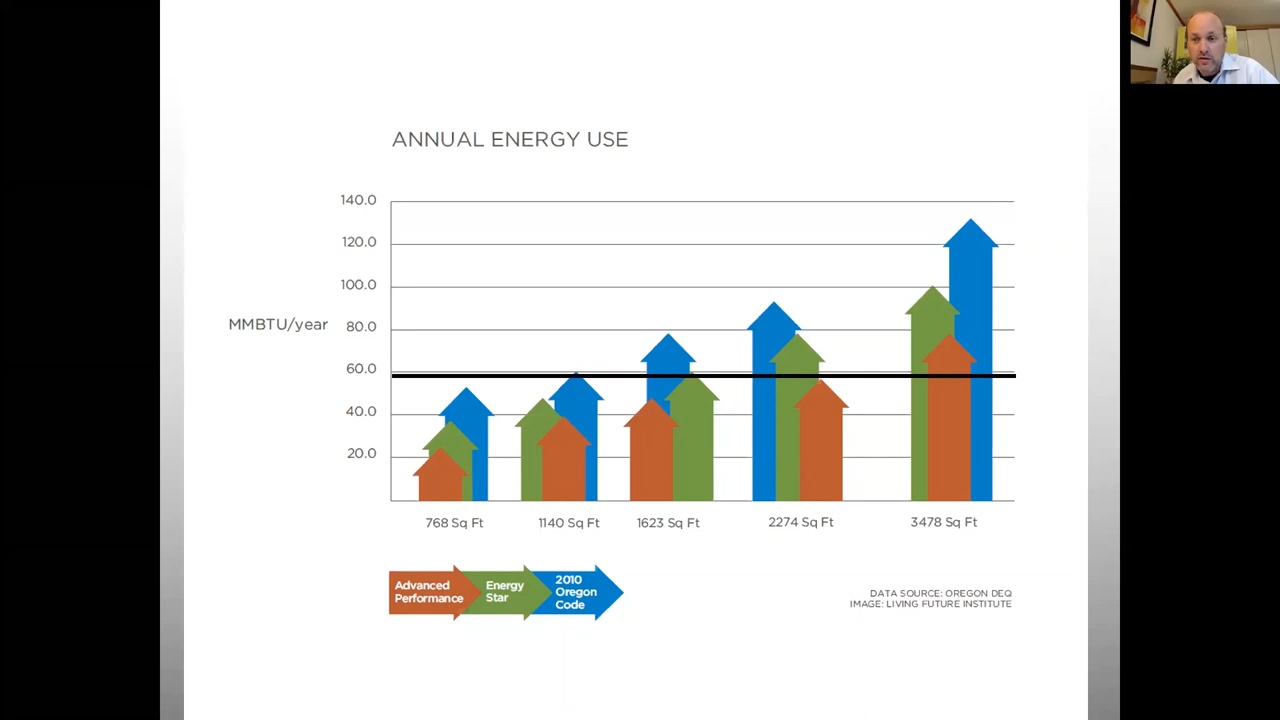 ANNUAL ENERGY USE
140.0
120.0
100.0
MMBTU/year
80.0
60.0
40.0
20.0
768 Sq Ft
1140 Sq Ft
1623 Sq Ft
2274 Sq Ft
3478 Sq Ft
Advanced
Performance
Energy
Star
2010
Oregon
Code
DATA SOURCE: OREGON DEQ
IMAGE: LIVING FUTURE INSTITUTE